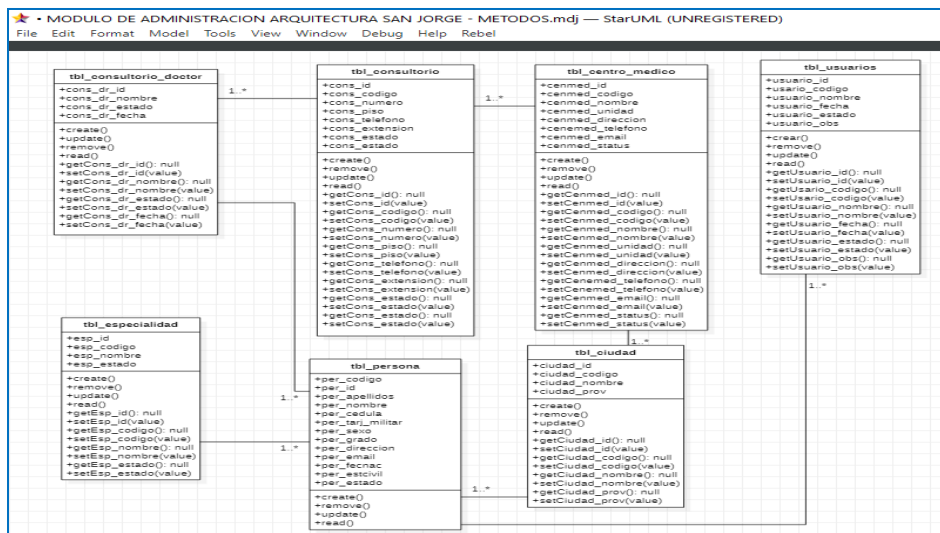 • MODULO DE ADMINISTRACION ARQUITECTURA SAN JORGE - METODOS.mdj — StarUML (UNREGISTERED)
File Edit Format Model Tools View Window Debug Help Rebel
tbl_consultorio_doctor
+cons_dr_id
+cons_dr_nombre
+cons_dr_estado
+cons_dr_fecha
+create()
+update()
+remove()
+read()
+getCons_dr_id(): null
+setCons_dr_id(value)
+getCons_dr_nombre(): null
+setCons_dr_nombre(value)
+getCons_dr_estado(): null
+setCons_dr_estado(value)
+getCons_dr_fecha(): null
+setCons_dr_fecha(value)
1..*
tbl_consultorio
+cons_id
+cons_codigo
+cons_numero
+cons_piso
+cons_telefono
+cons_extension
+cons_estado
+cons_estado
+create()
+remove()
+update()
+read()
+getCons_id(): null
+setCons_id(value)
+getCons_codigo(): null
+setCons_codigo(value)
+getCons_numero(): null
+setCons_numero(value)
+getCons_piso(): null
+setCons_piso(value)
+getCons_telefono(): null
+setCons_telefono(value)
+getCons_extension(): null
+setCons_extension(value)
+getCons_estado(): null
+setCons_estado(value)
+getCons_estado(): null
+setCons_estado(value)
1..*
tbl_centro_medico
+cenmed_id
+cenmed_codigo
+cenmed_nombre
+cenmed_unidad
+cenmed_direccion
+cenemed_telefono
+cenmed_email
+cenmed_status
+create()
+remove()
+update()
+read()
+getCenmed_id(): null
+setCenmed_id(value)
+getCenmed_codigo(): null
+setCenmed_codigo(value)
+getCenmed_nombre(): null
+setCenmed_nombre(value)
+getCenmed_unidad(): null
+setCenmed_unidad(value)
+getCenmed_direccion(): null
+setCenmed_direccion(value)
+getCenemed_telefono(): null
+setCenemed_telefono(value)
+getCenmed_email(): null
+setCenmed_email(value)
+getCenmed_status(): null
+setCenmed_status(value)
1..*
tbl_usuarios
+usuario_id
+usario_codigo
+usuario_nombre
+usuario_fecha
+usuario_estado
+usuario_obs
+crear()
+remove()
+update()
+read()
+getUsuario_id(): null
+setUsuario_id(value)
+getUsario_codigo(): null
+setUsario_codigo(value)
+getUsuario_nombre(): null
+setUsuario_nombre(value)
+getUsuario_fecha(): null
+setUsuario_fecha(value)
+getUsuario_estado(): null
+setUsuario_estado(value)
+getUsuario_obs(): null
+setUsuario_obs(value)
1..*
tbl_especialidad
+esp_id
+esp_codigo
+esp_nombre
+esp_estado
+create()
+remove()
+update()
+read()
+getEsp_id(): null
+setEsp_id(value)
+getEsp_codigo(): null
+setEsp_codigo(value)
+getEsp_nombre(): null
+setEsp_nombre(value)
+getEsp_estado(): null
+setEsp_estado(value)
1..*
1..*
tbl_persona
+per_codigo
+per_id
+per_apellidos
+per_nombre
+per_cedula
+per_tarj_militar
+per_sexo
+per_grado
+per_direccion
+per_email
+per_fecnac
+per_estcivil
+per_estado
+create()
+remove()
+update()
+read()
1..*
tbl_ciudad
+ciudad_id
+ciudad_codigo
+ciudad_nombre
+ciudad_prov
+create()
+remove()
+update()
+read()
+getCiudad_id(): null
+setCiudad_id(value)
+getCiudad_codigo(): null
+setCiudad_codigo(value)
+getCiudad_nombre(): null
+setCiudad_nombre(value)
+getCiudad_prov(): null
+setCiudad_prov(value)